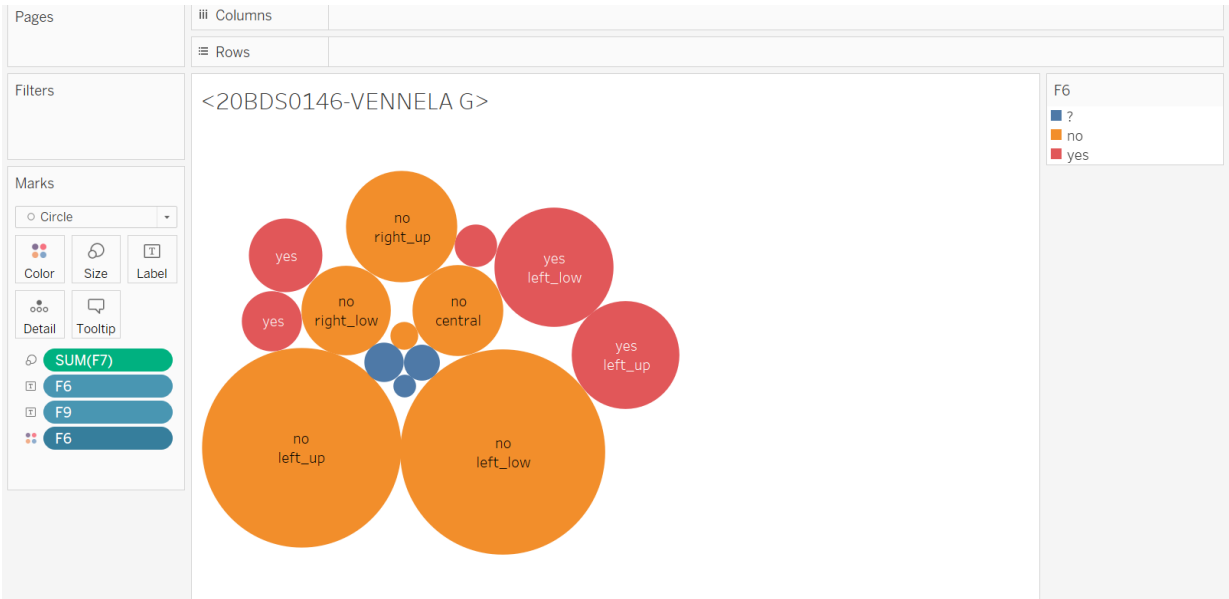 Pages
iii Columns
Rows
Filters
<20BDS0146-VENNELA G>
F6
?
no
yes
Marks
Circle
Color
Size
T
Label
Detail
Tooltip
SUM(F7)
T
F6
T
F9
F6
no
right_up
yes
yes
left_low
no
right_low
no
central
yes
yes
left_up
no
left_up
no
left_low